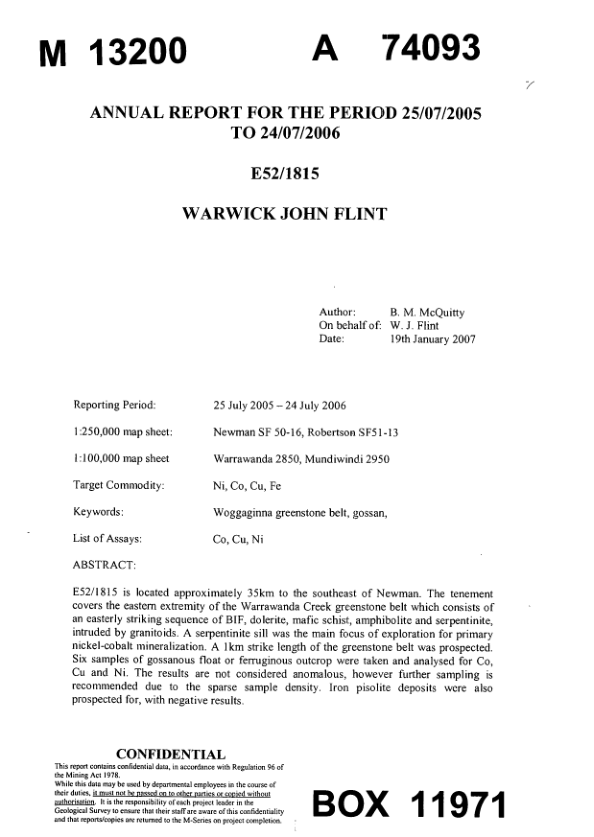 M 13200 A 74093
ANNUAL REPORT FOR THE PERIOD 25/07/2005
TO 24/07/2006
E52/1815
WARWICK JOHN FLINT
Author: B. M. McQuitty
On behalf of: W. J. Flint
Date: 19th January 2007
Reporting Period: 25 July 2005 – 24 July 2006
1:250,000 map sheet: Newman SF 50-16, Robertson SF51-13
1:100,000 map sheet Warrawanda 2850, Mundiwindi 2950
Target Commodity: Ni, Co, Cu, Fe
Keywords: Woggaginna greenstone belt, gossan,
List of Assays: Co, Cu, Ni
ABSTRACT:
E52/1815 is located approximately 35km to the southeast of Newman. The tenement
covers the eastern extremity of the Warrawanda Creek greenstone belt which consists of
an easterly striking sequence of BIF, dolerite, mafic schist, amphibolite and serpentinite,
intruded by granitoids. A serpentinite sill was the main focus of exploration for primary
nickel-cobalt mineralization. A 1km strike length of the greenstone belt was prospected.
Six samples of gossanous float or ferruginous outcrop were taken and analysed for Co,
Cu and Ni. The results are not considered anomalous, however further sampling is
recommended due to the sparse sample density. Iron pisolite deposits were also
prospected for, with negative results.
CONFIDENTIAL
This report contains confidential data, in accordance with Regulation 96 of
the Mining Act 1978.
While this data may be used by departmental employees in the course of
their duties, it must not be passed on to other parties or copied without
authorisation. It is the responsibility of each project leader in the
Geological Survey to ensure that their staff are aware of this confidentiality
and that reports/copies are returned to the M-Series on project completion.
BOX 11971